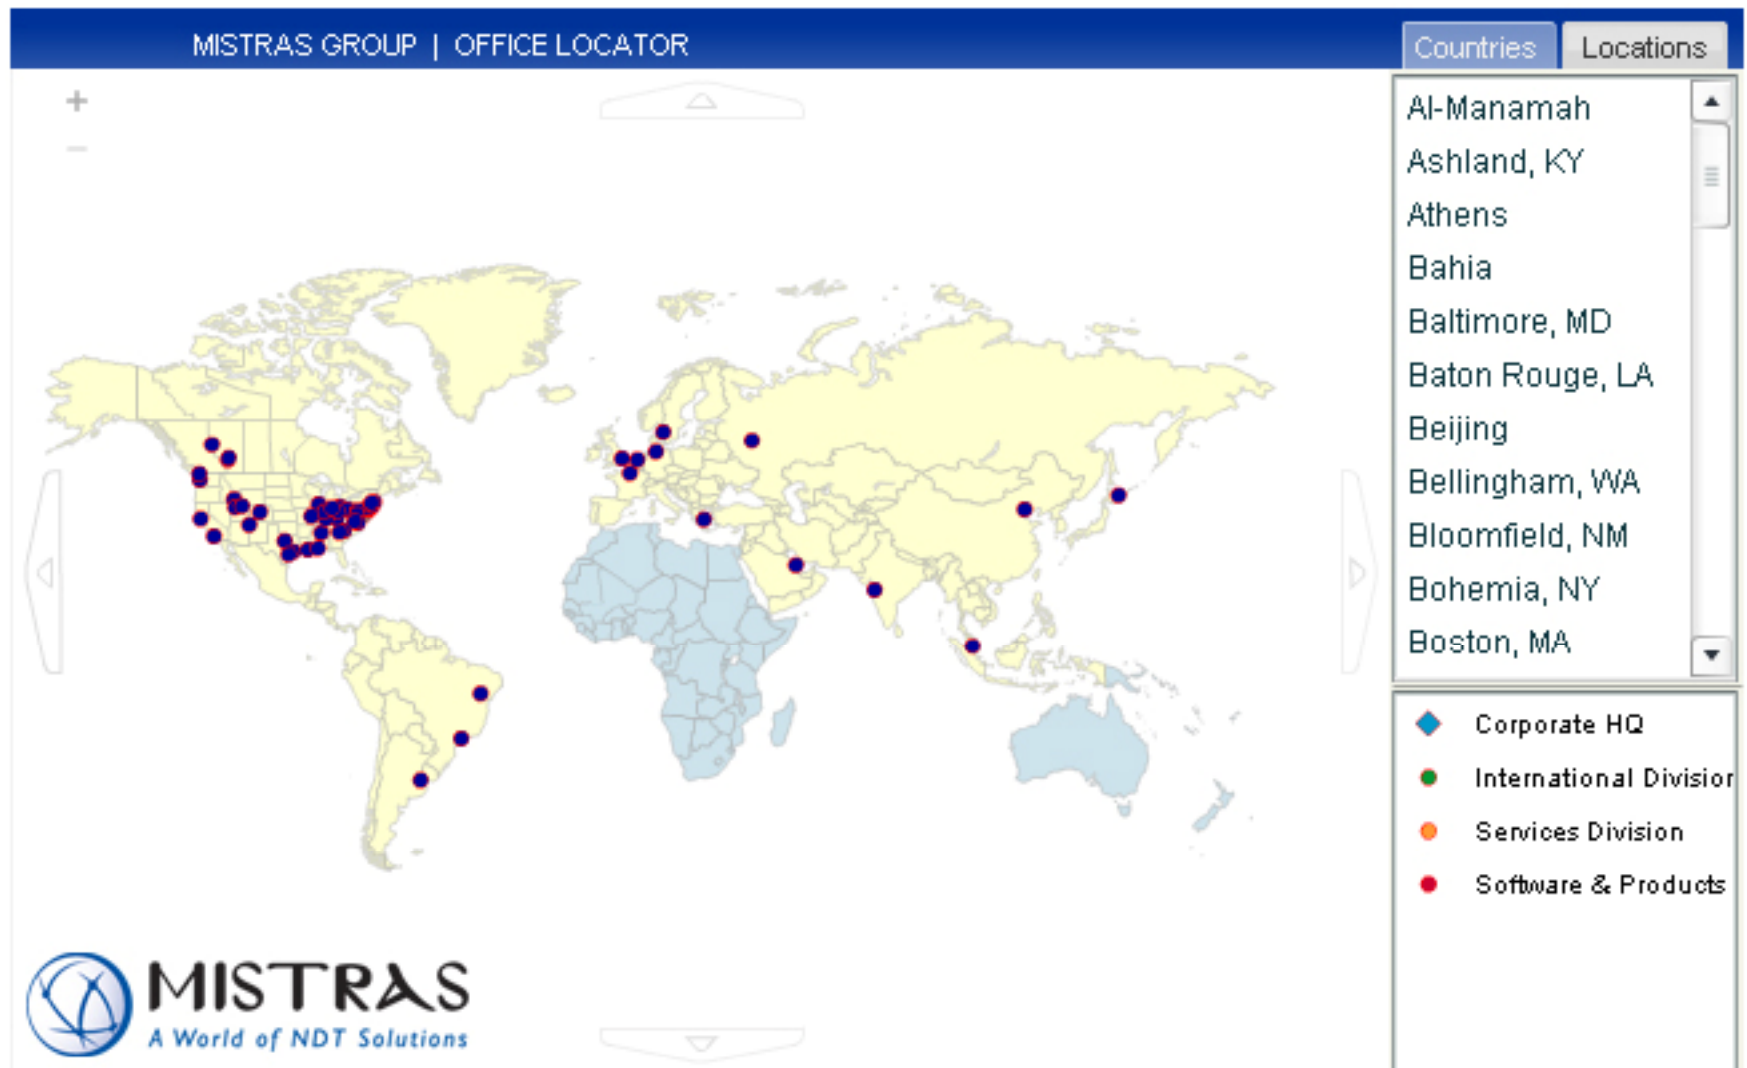 MISTRAS GROUP | OFFICE LOCATOR
Countries
Locations
Al-Manamah
Ashland, KY
Athens
Bahia
Baltimore, MD
Baton Rouge, LA
Beijing
Bellingham, WA
Bloomfield, NM
Bohemia, NY
Boston, MA
Corporate HQ
International Division
Services Division
Software & Products
MISTRAS
A World of NDT Solutions